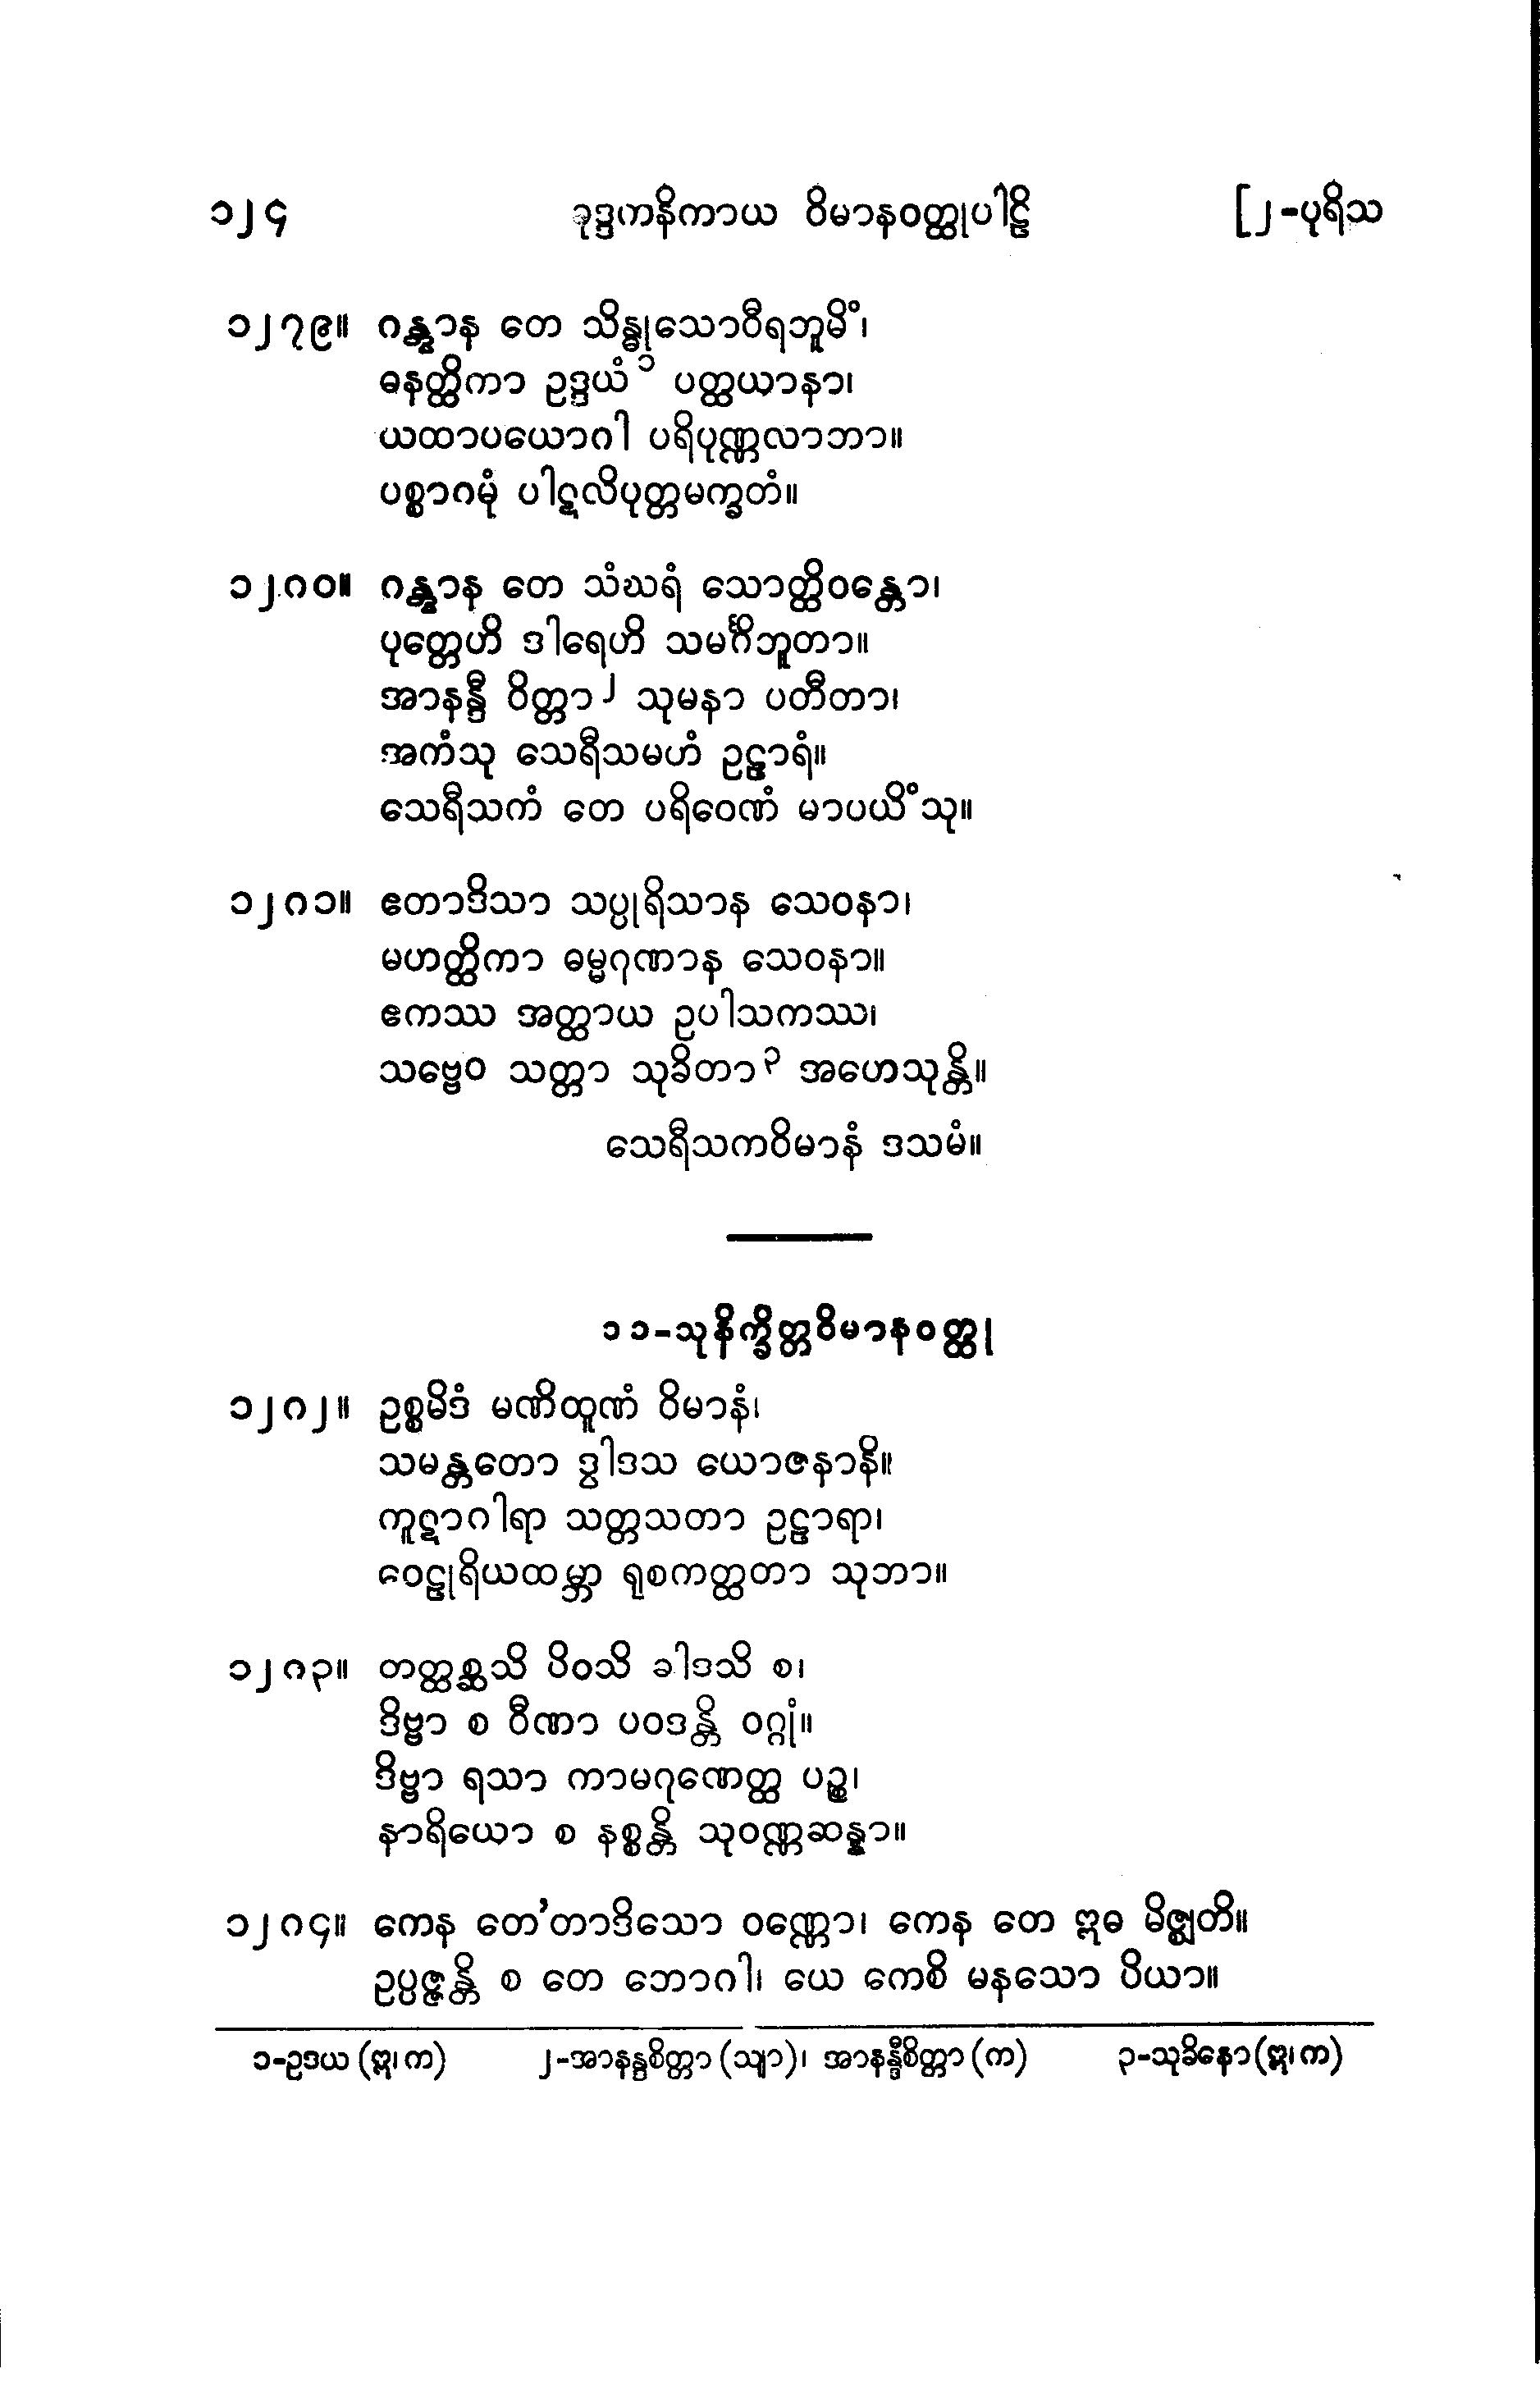 ၁၂၄ ခုဒ္ဒကနိကာယ ဝိမာနဝတ္ထုပါဠိ [၂-ပုရိသ
၁၂၇၉။ ဂန္တွာန တေ သိန္ဓုသောဝီရဘူမိံ၊
ဓနတ္ထိကာ ဥဒ္ဒယံ၁ ပတ္ထယာနာ၊
ယထာပယောဂါ ပရိပုဏ္ဏလာဘာ။
ပစ္စာဂမုံ ပါဋလိပုတ္တမက္ခတံ။
၁၂၈၀။ ဂန္တွာန တေ သံဃရံ သောတ္ထိဝန္တော၊
ပုတ္တေဟိ ဒါရေဟိ သမင်္ဂိဘူတာ။
အာနန္ဒီ ဝိတ္တာ၂ သုမနာ ပတီတာ၊
အကံသု သေရီသမဟံ ဥဠာရံ။
သေရီသကံ တေ ပရိဝေဏံ မာပယိံသု။
၁၂၈၁။ ဧတာဒိသာ သပ္ပုရိသာန သေဝနာ၊
မဟတ္ထိကာ ဓမ္မဂုဏာန သေဝနာ။
ဧကဿ အတ္ထာယ ဥပါသကဿ၊
သဗ္ဗေဝ သတ္တာ သုခိတာ၃ အဟေသုန္တိ။
သေရီသကဝိမာနံ ဒသမံ။
၁၁-သုနိက္ခိတ္တဝိမာနဝတ္ထု
၁၂၈၂။ ဥစ္စမိဒံ မဏိထူဏံ ဝိမာနံ၊
သမန္တတော ဒွါဒသ ယောဇနာနိ။
ကူဋာဂါရာ သတ္တသတာ ဥဠာရာ၊
ဝေဠုရိယထမ္ဘာ ရုစကတ္ထတာ သုဘာ။
၁၂၈၃။ တတ္ထစ္ဆသိ ပိဝသိ ခါဒသိ စ၊
ဒိဗ္ဗာ စ ဝီဏာ ပဝဒန္တိ ဝဂ္ဂုံ။
ဒိဗ္ဗာ ရသာ ကာမဂုဏေတ္ထ ပဉ္စ၊
နာရိယော စ နစ္စန္တိ သုဝဏ္ဏဆန္နာ။
၁၂၈၄။ ကေန တေ'တာဒိသော ဝဏ္ဏော၊ ကေန တေ ဣဓ မိဇ္ဈတိ။
ဥပ္ပဇ္ဇန္တိ စ တေ ဘောဂါ၊ ယေ ကေစိ မနသော ပိယာ။
၁-ဥဒယ (ဣ၊ က) ၂-အာနန္ဒစိတ္တာ (သျာ)၊ အာနန္ဒီစိတ္တာ (က) ၃-သုခိနော (ဣ၊ က)